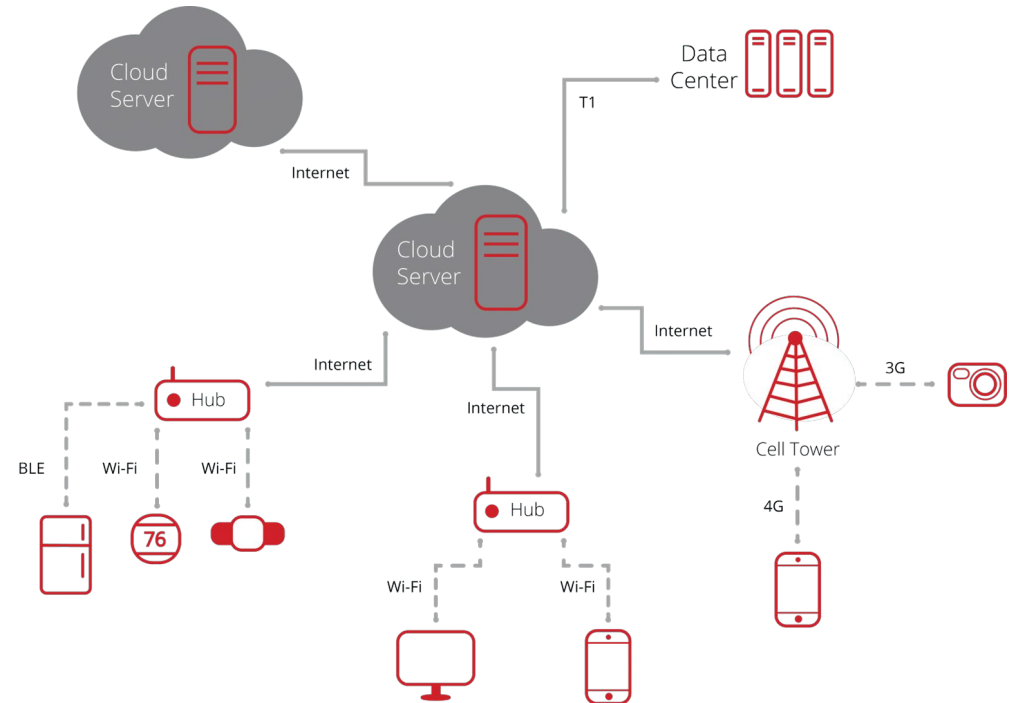 Cloud
Server
Data
Center
T1
Internet
Cloud
Server
Internet
Internet
Internet
3G
Hub
Cell Tower
BLE
Wi-Fi
Wi-Fi
4G
Hub
76
Wi-Fi
Wi-Fi